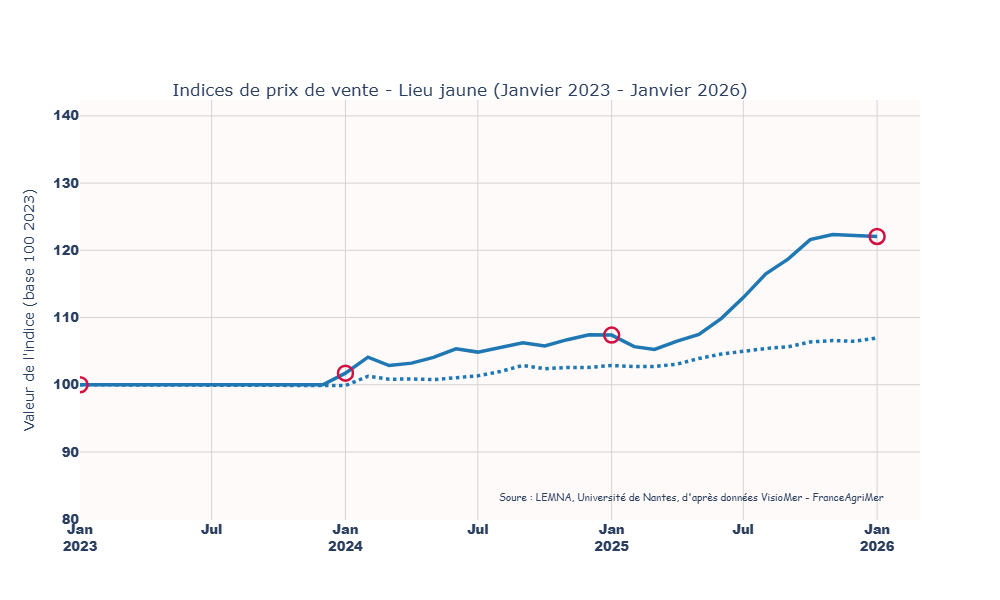 Indices de prix de vente - Lieu jaune (Janvier 2023 - Janvier 2026)
Valeur de l'indice (base 100 2023)
140
130
120
110
100
90
80
Soure : LEMNA, Université de Nantes, d'après données VisioMer - FranceAgriMer
Jan Jul Jan Jul Jan Jul Jan
2023 2024 2025 2026